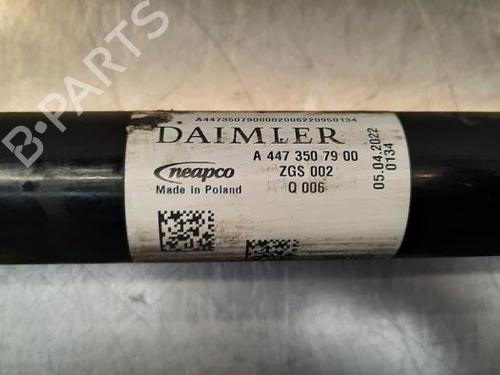 B-PARTS
A4473507900002006220950134
DAIMLER
neapco
Made in Poland
A 447 350 79 00
ZGS 002
Q 006
05.04.2022
0134